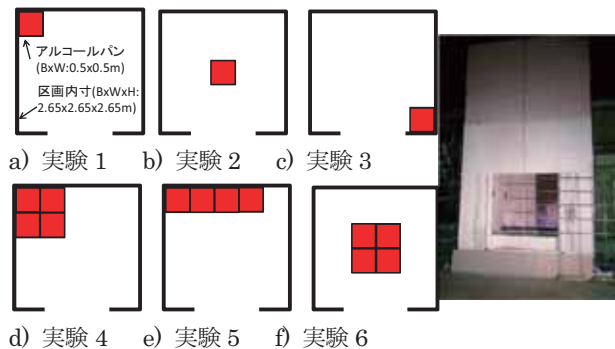 アルコールパン
(BxW:0.5x0.5m)
区画内寸(BxWxH:
2.65x2.65x2.65m)
a) 実験 1 b) 実験 2 c) 実験 3
d) 実験 4 e) 実験 5 f) 実験 6